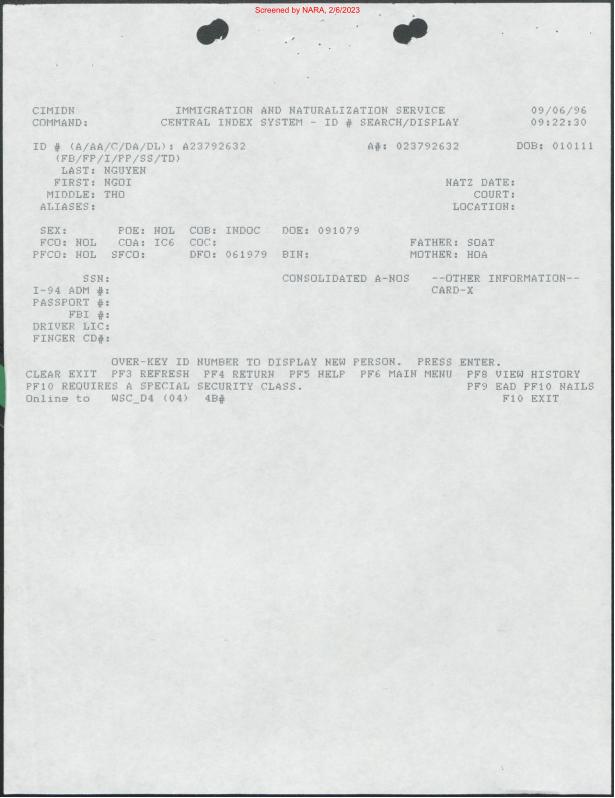 Screened by NARA, 2/6/2023
CIMIDN IMMIGRATION AND NATURALIZATION SERVICE 09/06/96
COMMAND: CENTRAL INDEX SYSTEM - ID # SEARCH/DISPLAY 09:22:30
ID # (A/AA/C/DA/DL): A23792632 A#: 023792632 DOB: 010111
(FB/FP/I/PP/SS/TD)
LAST: NGUYEN
FIRST: NGOI NATZ DATE:
MIDDLE: THO COURT:
ALIASES: LOCATION:
SEX: POE: NOL COB: INDOC DOE: 091079
FCO: NOL COA: IC6 COC: FATHER: SOAT
PFCO: NOL SFCO: DFO: 061979 BIN: MOTHER: HOA
SSN: CONSOLIDATED A-NOS --OTHER INFORMATION--
I-94 ADM #: CARD-X
PASSPORT #:
FBI #:
DRIVER LIC:
FINGER CD#:
OVER-KEY ID NUMBER TO DISPLAY NEW PERSON. PRESS ENTER.
CLEAR EXIT PF3 REFRESH PF4 RETURN PF5 HELP PF6 MAIN MENU PF8 VIEW HISTORY
PF10 REQUIRES A SPECIAL SECURITY CLASS. PF9 EAD PF10 NAILS
Online to WSC_D4 (04) 4B# F10 EXIT